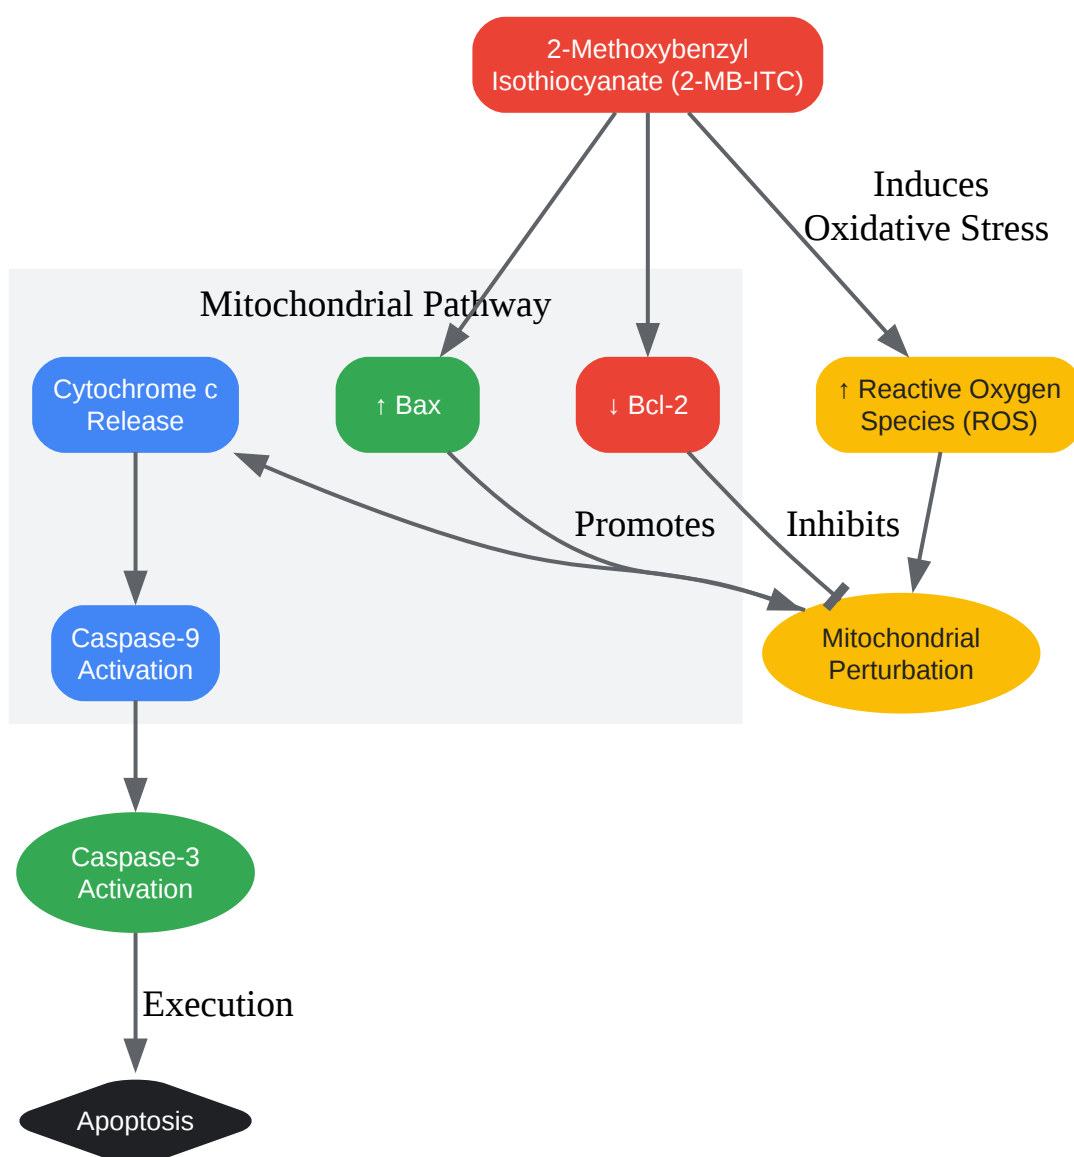 2-Methoxybenzyl
Isothiocyanate (2-MB-ITC)
Induces
Oxidative Stress
Mitochondrial Pathway
Cytochrome c
Release
↑ Bax
↓ Bcl-2
↑ Reactive Oxygen
Species (ROS)
Promotes
Inhibits
Caspase-9
Activation
Mitochondrial
Perturbation
Caspase-3
Activation
Execution
Apoptosis